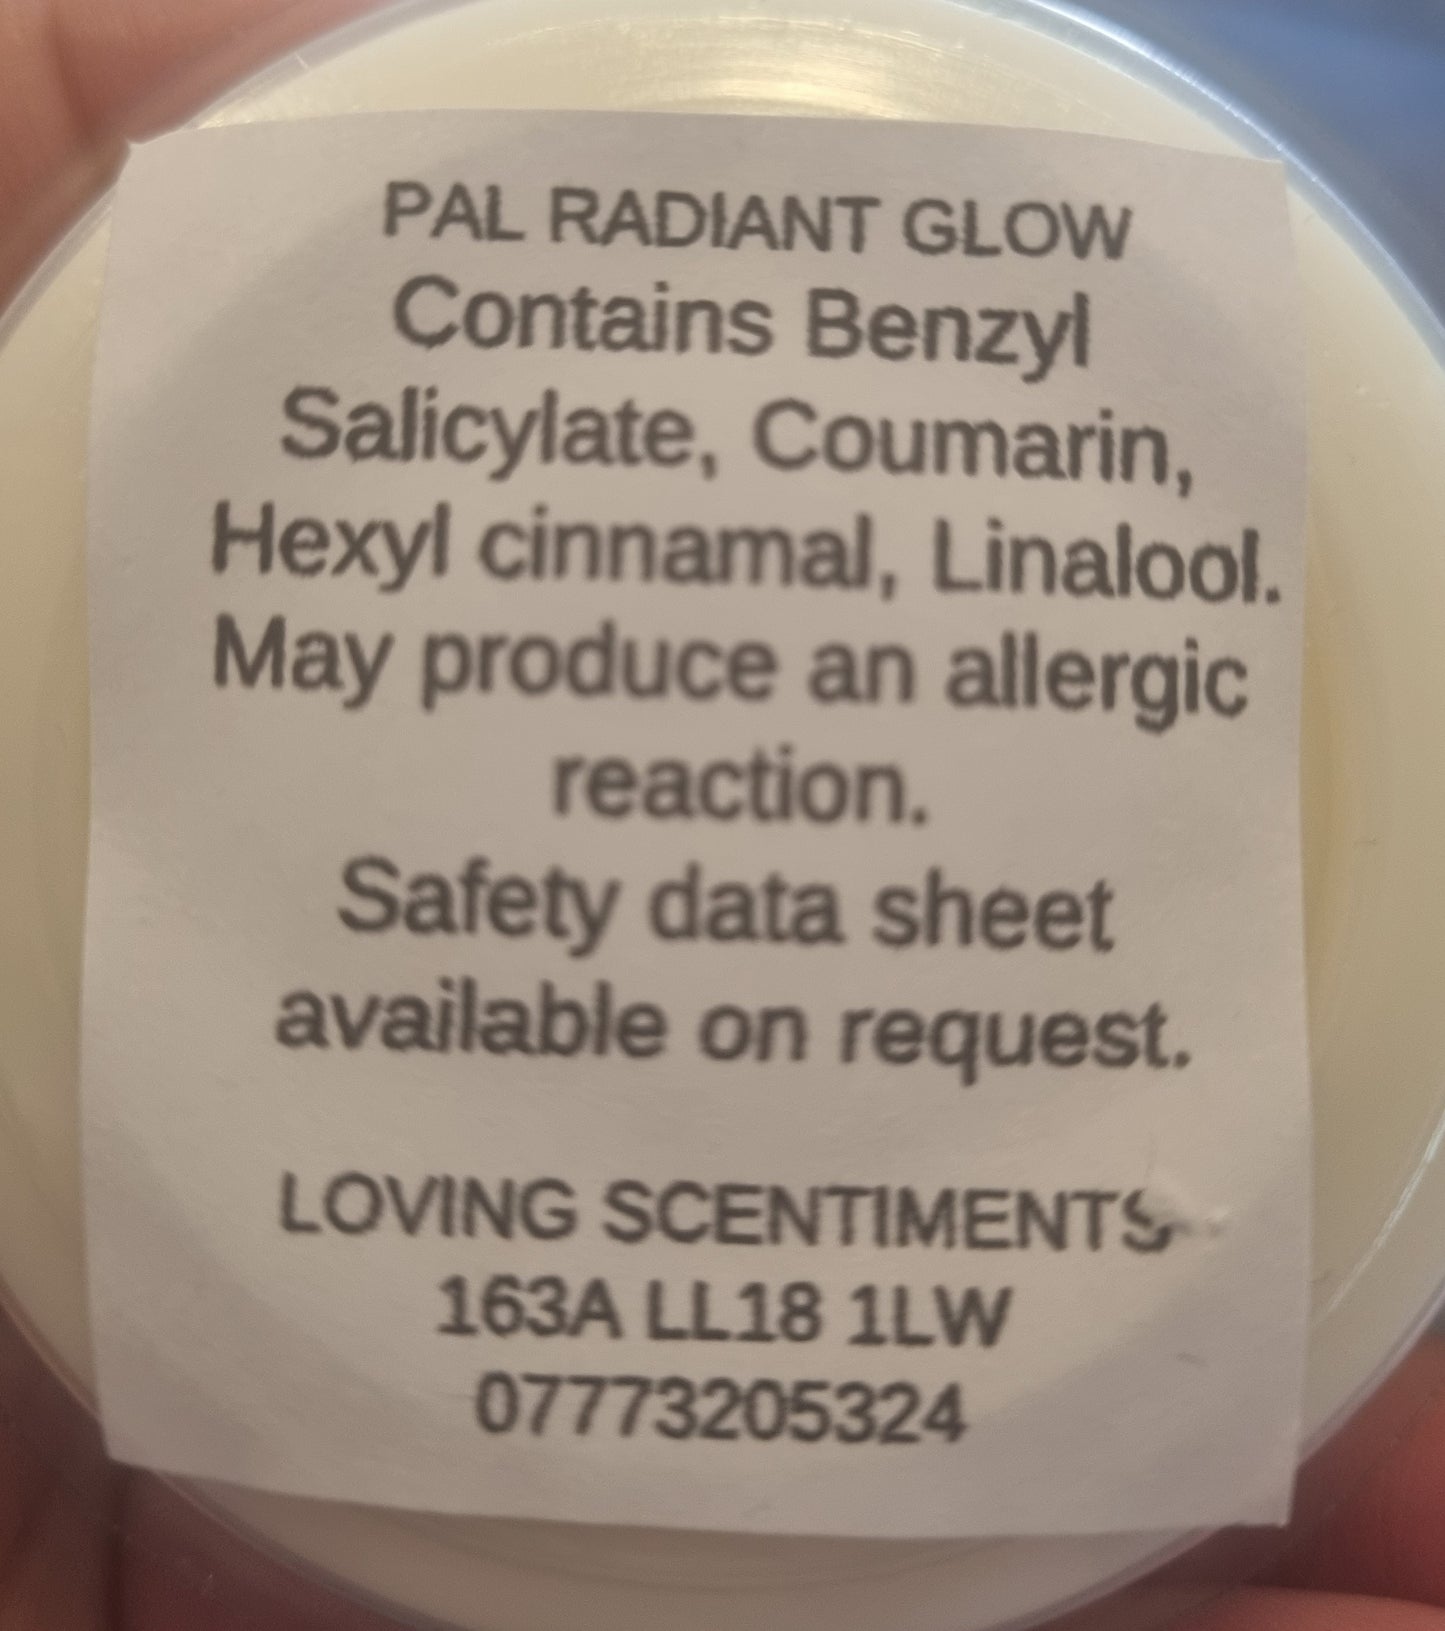 PAL RADIANT GLOW
Contains Benzyl
Salicylate, Coumarin,
Hexyl cinnamal, Linalool.
May produce an allergic
reaction.
Safety data sheet
available on request.
LOVING SCENTIMENTS
163A LL18 1LW
07773205324